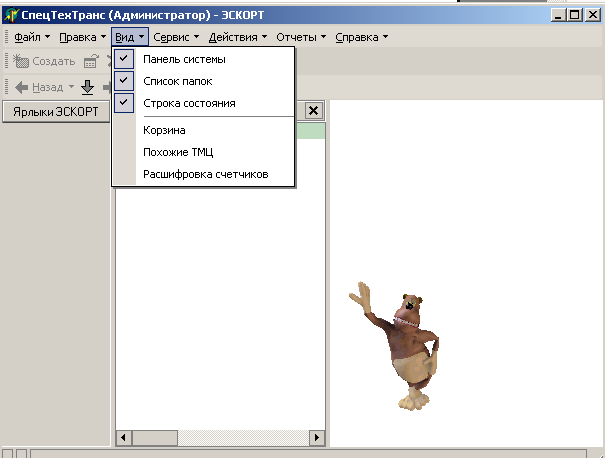 СпецТехТранс (Администратор) - ЭСКОРТ
Файл Правка Вид Сервис Действия Отчеты Справка
Создать
Назад
Ярлыки ЭСКОРТ
Панель системы
Список папок
Строка состояния
Корзина
Похожие ТМЦ
Расшифровка счетчиков